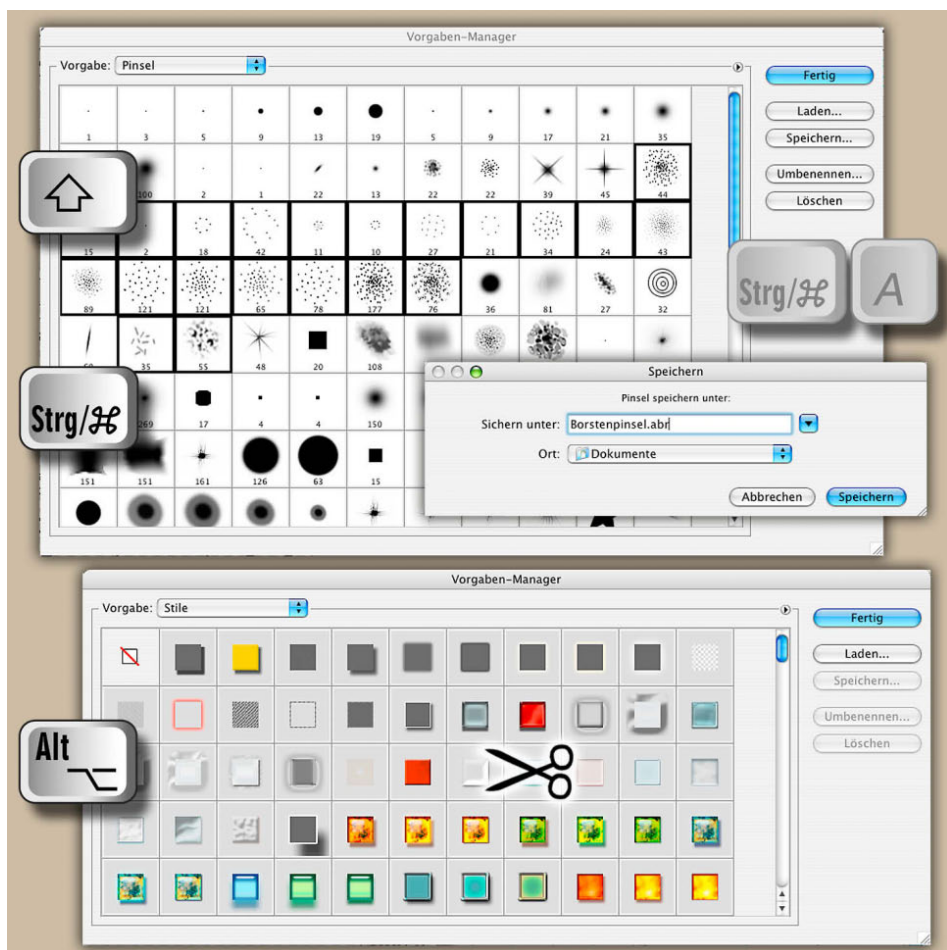 Vorgaben-Manager
Vorgabe: Pinsel
Fertig
Laden...
Speichern...
Umbenennen...
Löschen
1 3 5 9 13 19 5 9 17 21 35
100 2 1 22 13 22 22 39 45 44
15 2 18 42 11 10 27 21 34 24 43
89 121 121 65 78 177 76 36 81 27 32
35 55 48 20 108
269 17 4 4 150
151 151 161 126 63 15
Strg/⌘ A
Strg/⌘
Speichern
Pinsel speichern unter:
Sichern unter: Borstenpinsel.abr
Ort: Dokumente
Abbrechen Speichern
Vorgaben-Manager
Vorgabe: Stile
Fertig
Laden...
Speichern...
Umbenennen...
Löschen
Alt